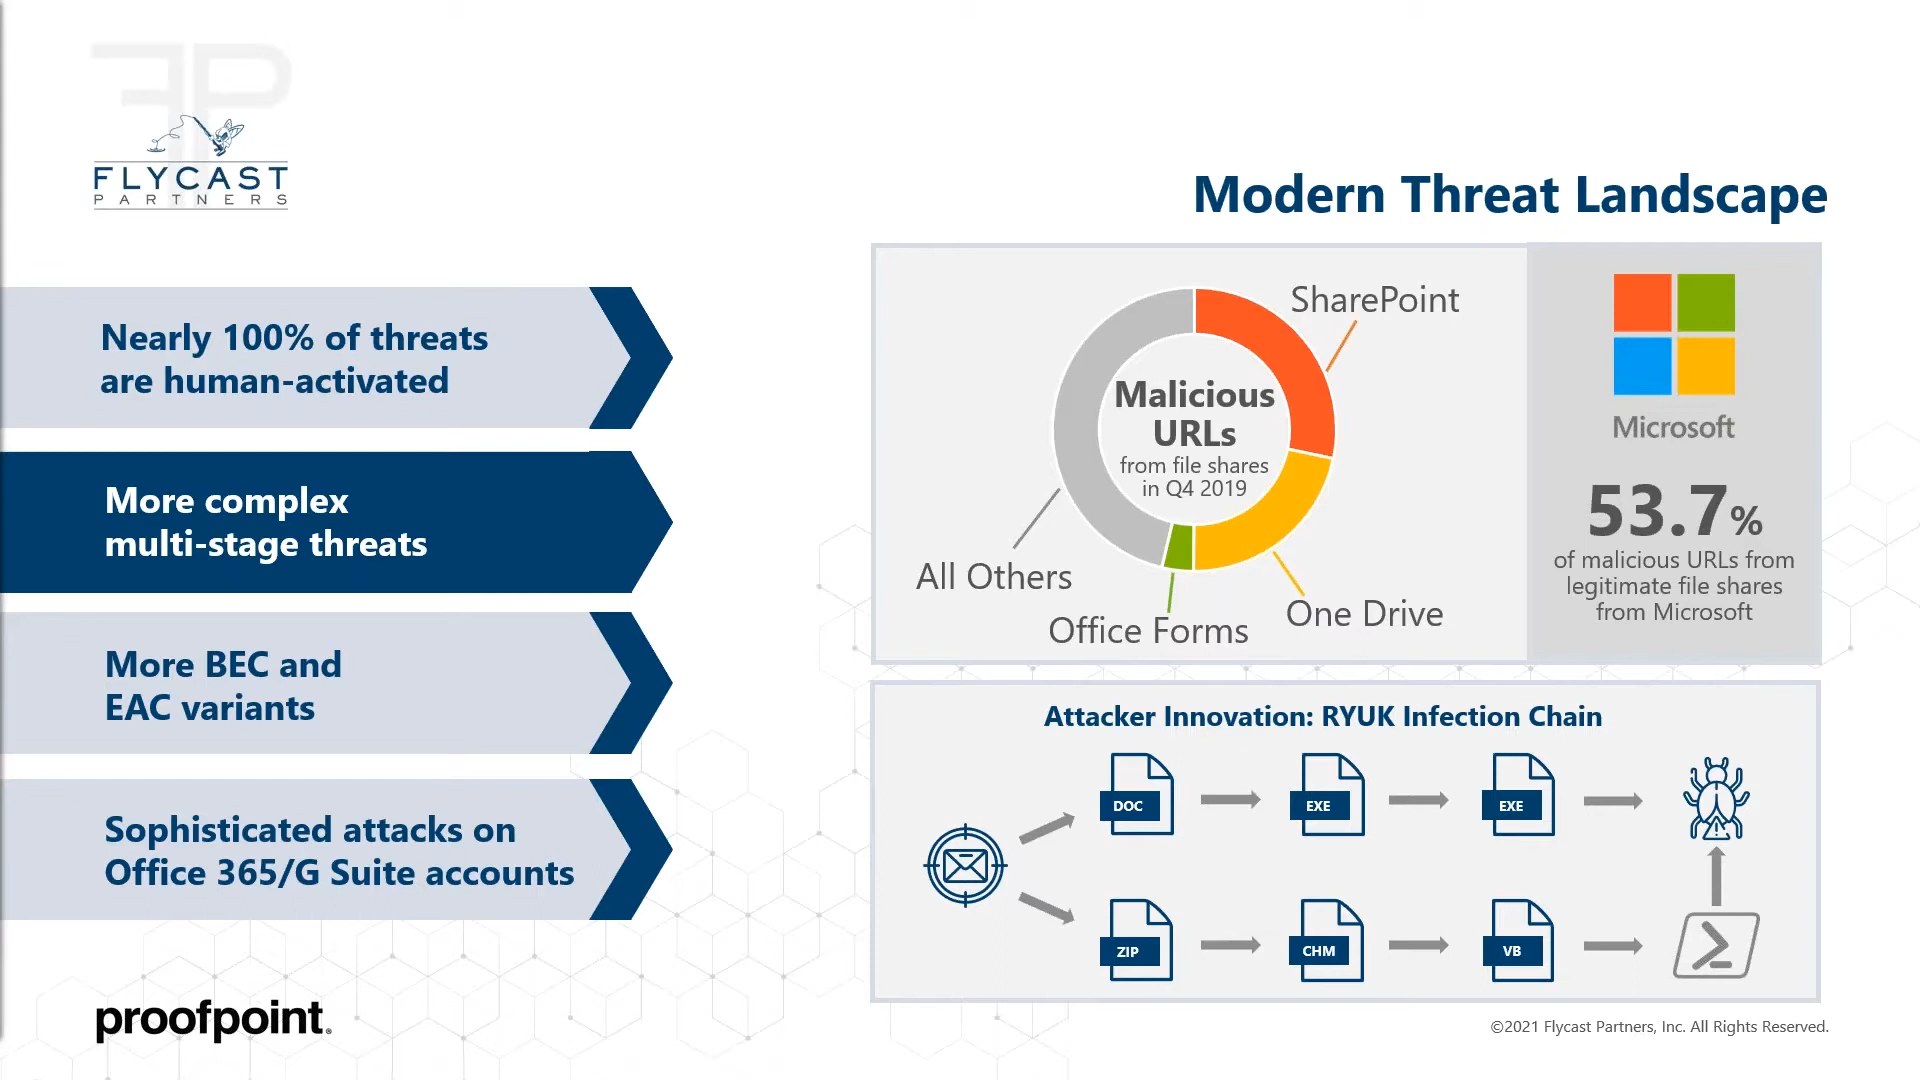 FP
FLYCAST
PARTNERS
Modern Threat Landscape
Nearly 100% of threats
are human-activated
More complex
multi-stage threats
More BEC and
EAC variants
Sophisticated attacks on
Office 365/G Suite accounts
SharePoint
Malicious
URLs
from file shares
in Q4 2019
All Others
Office Forms
One Drive
Microsoft
53.7%
of malicious URLs from
legitimate file shares
from Microsoft
Attacker Innovation: RYUK Infection Chain
DOC
EXE
EXE
ZIP
CHM
VB
proofpoint.
©2021 Flycast Partners, Inc. All Rights Reserved.